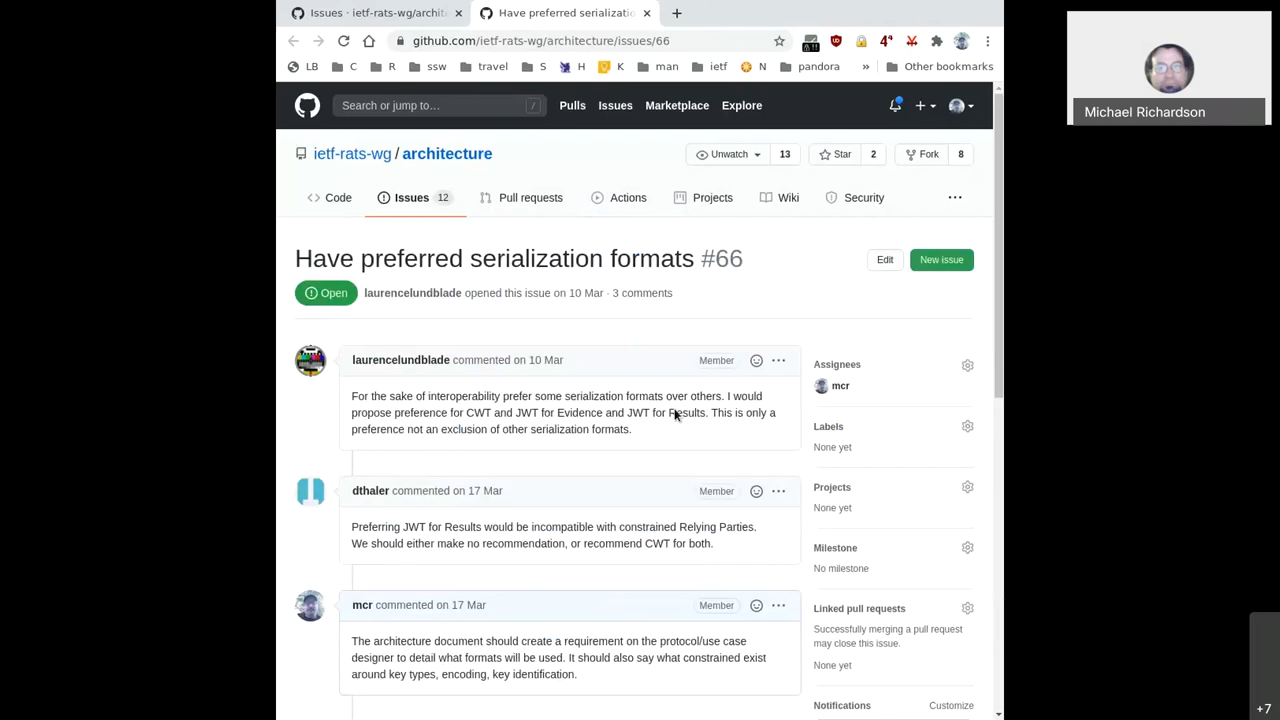 Issues · ietf-rats-wg/archit
Have preferred serializatio
github.com/ietf-rats-wg/architecture/issues/66
LB C R ssw travel S H K man ietf N pandora » Other bookmarks
Search or jump to… /
Pulls Issues Marketplace Explore
ietf-rats-wg / architecture
Unwatch 13 Star 2 Fork 8
Code Issues 12 Pull requests Actions Projects Wiki Security
Have preferred serialization formats #66
Edit New issue
Open laurencelundblade opened this issue on 10 Mar · 3 comments
laurencelundblade commented on 10 Mar Member
For the sake of interoperability prefer some serialization formats over others. I would
propose preference for CWT and JWT for Evidence and JWT for Results. This is only a
preference not an exclusion of other serialization formats.
dthaler commented on 17 Mar Member
Preferring JWT for Results would be incompatible with constrained Relying Parties.
We should either make no recommendation, or recommend CWT for both.
mcr commented on 17 Mar Member
The architecture document should create a requirement on the protocol/use case
designer to detail what formats will be used. It should also say what constrained exist
around key types, encoding, key identification.
Assignees
mcr
Labels
None yet
Projects
None yet
Milestone
No milestone
Linked pull requests
Successfully merging a pull request
may close this issue.
None yet
Notifications Customize
Michael Richardson
+7